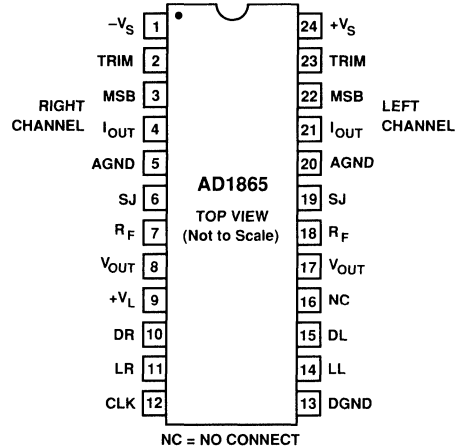 −VS 1 24 +VS
TRIM 2 23 TRIM
MSB 3 22 MSB
RIGHT CHANNEL
LEFT CHANNEL
IOUT 4 21 IOUT
AGND 5 20 AGND
AD1865
SJ 6 19 SJ
TOP VIEW
(Not to Scale)
RF 7 18 RF
VOUT 8 17 VOUT
+VL 9 16 NC
DR 10 15 DL
LR 11 14 LL
CLK 12 13 DGND
NC = NO CONNECT